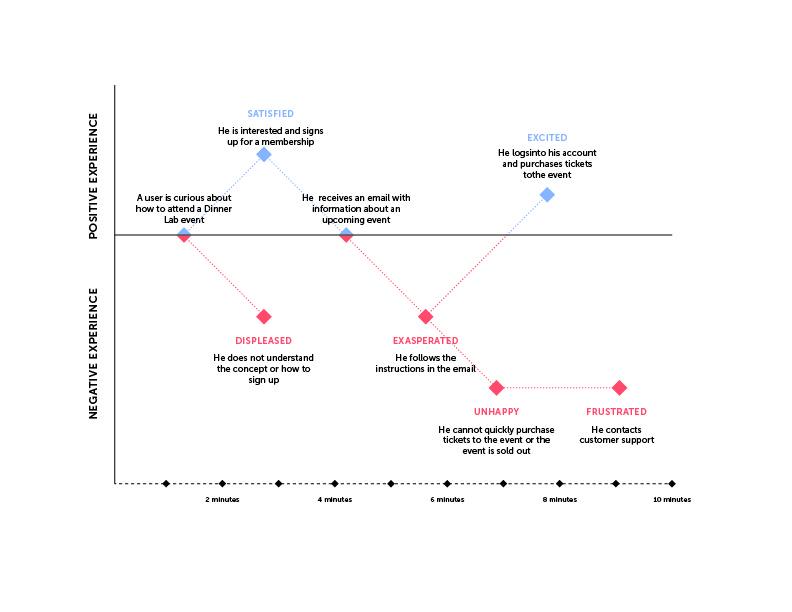 POSITIVE EXPERIENCE
NEGATIVE EXPERIENCE
A user is curious about
how to attend a Dinner
Lab event
SATISFIED
He is interested and signs
up for a membership
DISPLEASED
He does not understand
the concept or how to
sign up
He  receives an email with
information about an
upcoming event
EXASPERATED
He follows the
instructions in the email
EXCITED
He logsinto his account
and purchases tickets
tothe event
UNHAPPY
He cannot quickly purchase
tickets to the event or the
event is sold out
FRUSTRATED
He contacts
customer support
2 minutes
4 minutes
6 minutes
8 minutes
10 minutes